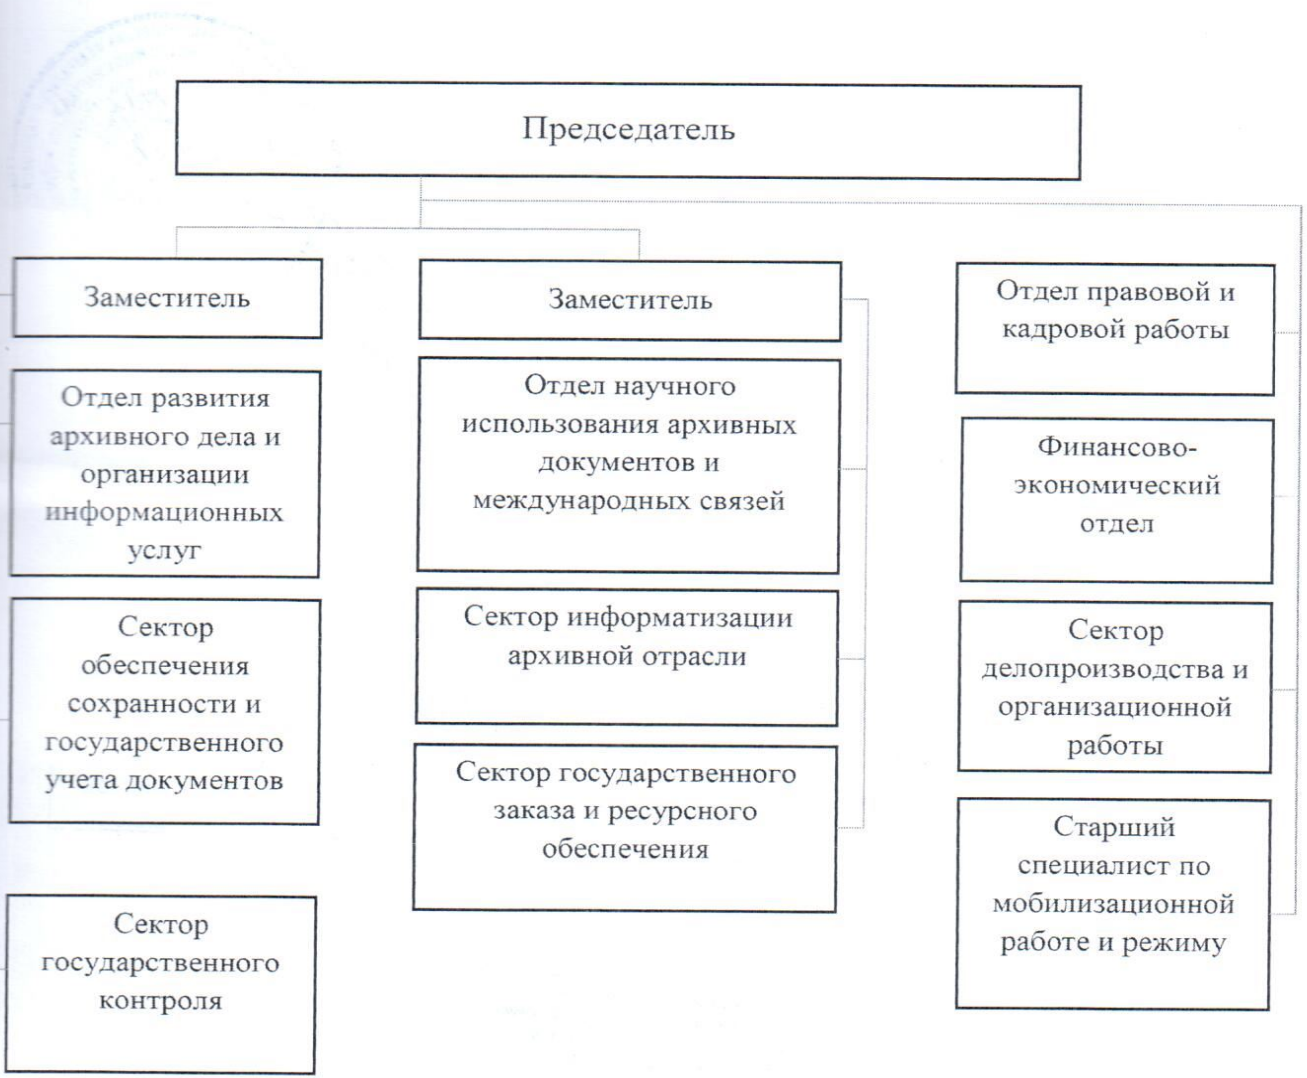 Председатель
Заместитель
Отдел развития
архивного дела и
организации
информационных
услуг
Сектор
обеспечения
сохранности и
государственного
учета документов
Сектор
государственного
контроля
Заместитель
Отдел научного
использования архивных
документов и
международных связей
Сектор информатизации
архивной отрасли
Сектор государственного
заказа и ресурсного
обеспечения
Отдел правовой и
кадровой работы
Финансово-
экономический
отдел
Сектор
делопроизводства и
организационной
работы
Старший
специалист по
мобилизационной
работе и режиму